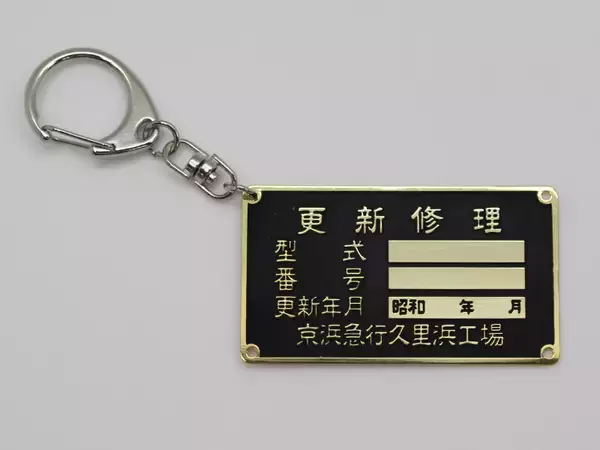 更新修理
型式
番号
更新年月 昭和 年 月
京浜急行久里浜工場